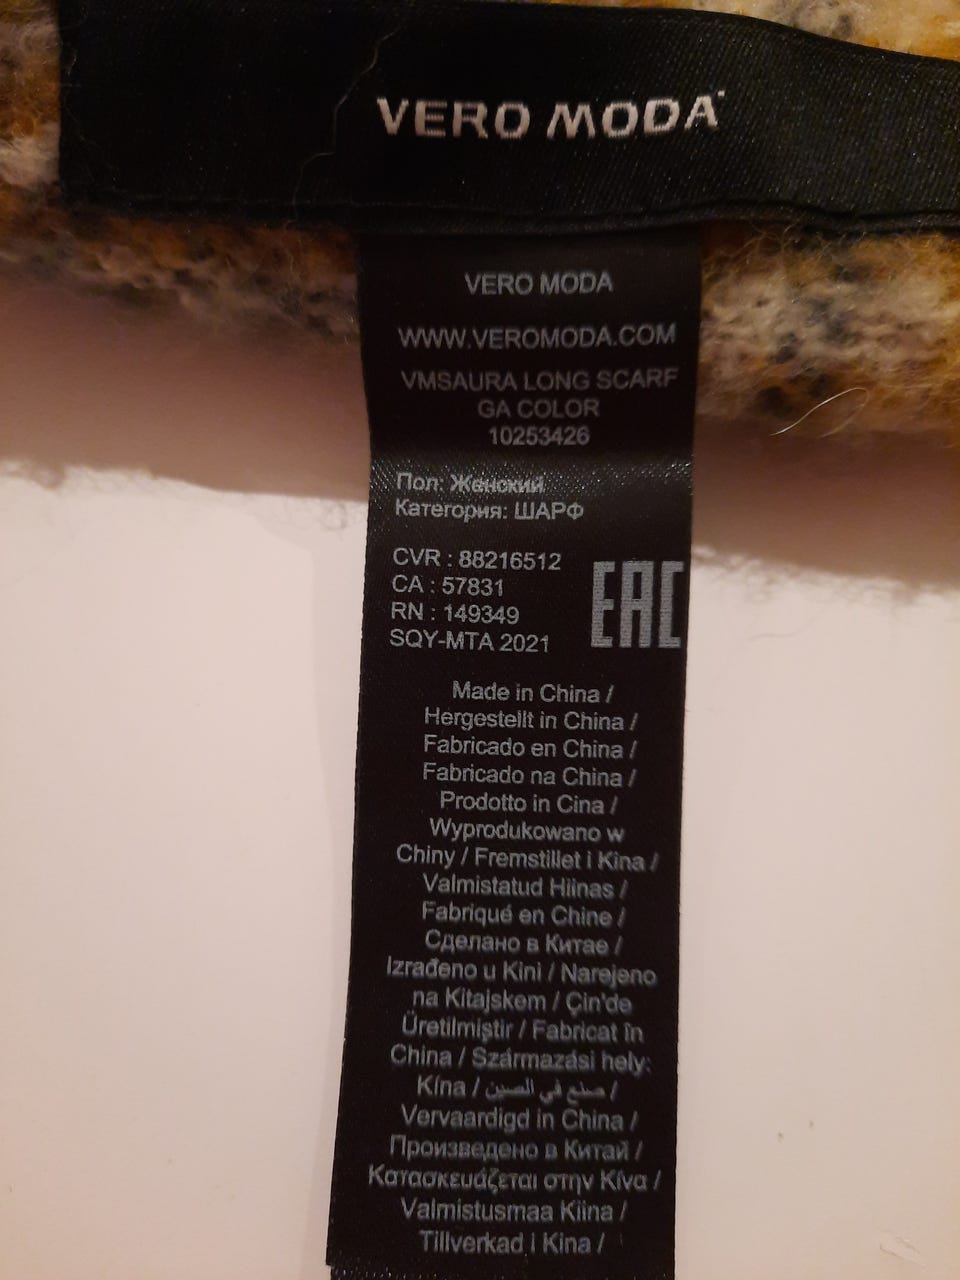 VERO MODA
VERO MODA
WWW.VEROMODA.COM
VMSAURA LONG SCARF
GA COLOR
10253426
Пол: Женский
Категория: ШАРФ
CVR : 88216512
CA : 57831
RN : 149349
SQY-MTA 2021
EAC
Made in China /
Hergestellt in China /
Fabricado en China /
Fabricado na China /
Prodotto in Cina /
Wyprodukowano w
Chiny / Fremstillet i Kina /
Valmistatud Hiinas /
Fabriqué en Chine /
Сделано в Китае /
Izrađeno u Kini / Narejeno
na Kitajskem / Çin'de
Üretilmiştir / Fabricat în
China / Származási hely:
Kína / صنع في الصين /
Vervaardigd in China /
Произведено в Китай /
Κατασκευάζεται στην Κίνα /
Valmistusmaa Kiina /
Tillverkad i Kina /